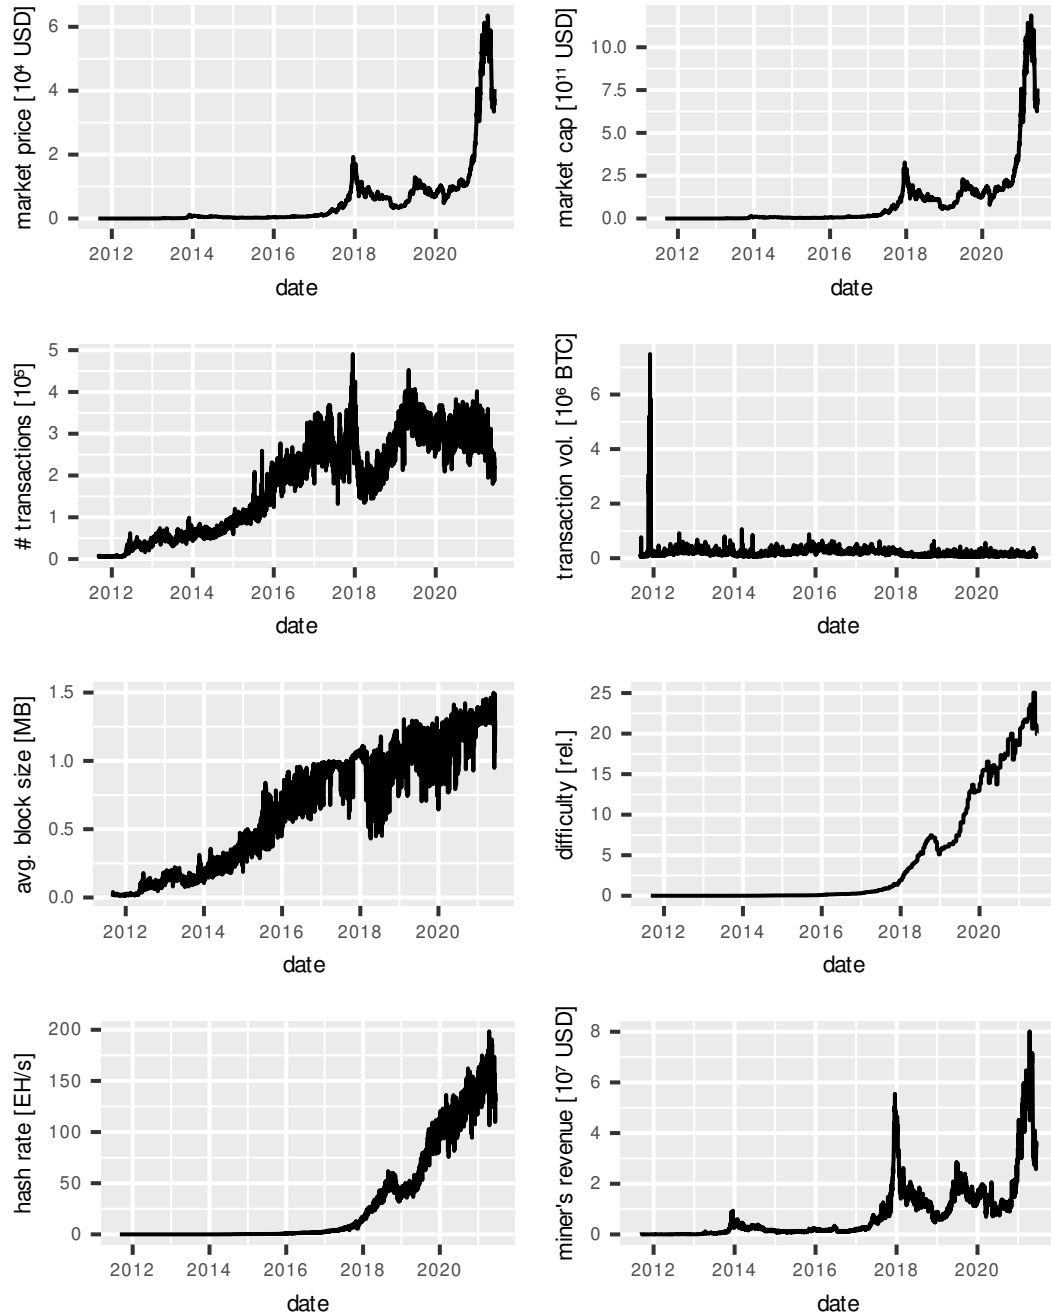 market price [10⁴ USD]
6
4
2
0
2012 2014 2016 2018 2020
date
market cap [10¹¹ USD]
10.0
7.5
5.0
2.5
0.0
2012 2014 2016 2018 2020
date
# transactions [10⁵]
5
4
3
2
1
0
2012 2014 2016 2018 2020
date
transaction vol. [10⁶ BTC]
6
4
2
0
2012 2014 2016 2018 2020
date
avg. block size [MB]
1.5
1.0
0.5
0.0
2012 2014 2016 2018 2020
date
difficulty [rel.]
25
20
15
10
5
0
2012 2014 2016 2018 2020
date
hash rate [EH/s]
200
150
100
50
0
2012 2014 2016 2018 2020
date
miner's revenue [10⁷ USD]
8
6
4
2
0
2012 2014 2016 2018 2020
date